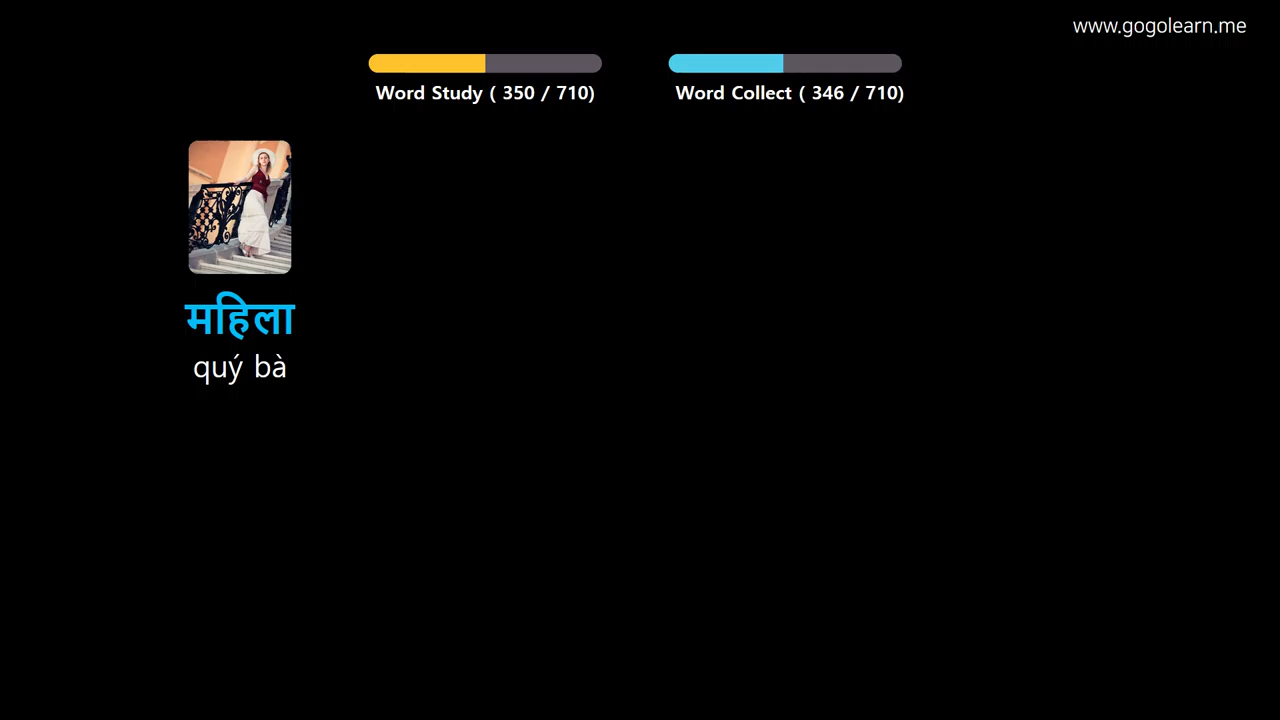 www.gogolearn.me
Word Study ( 350 / 710)
Word Collect ( 346 / 710)
महिला
quý bà